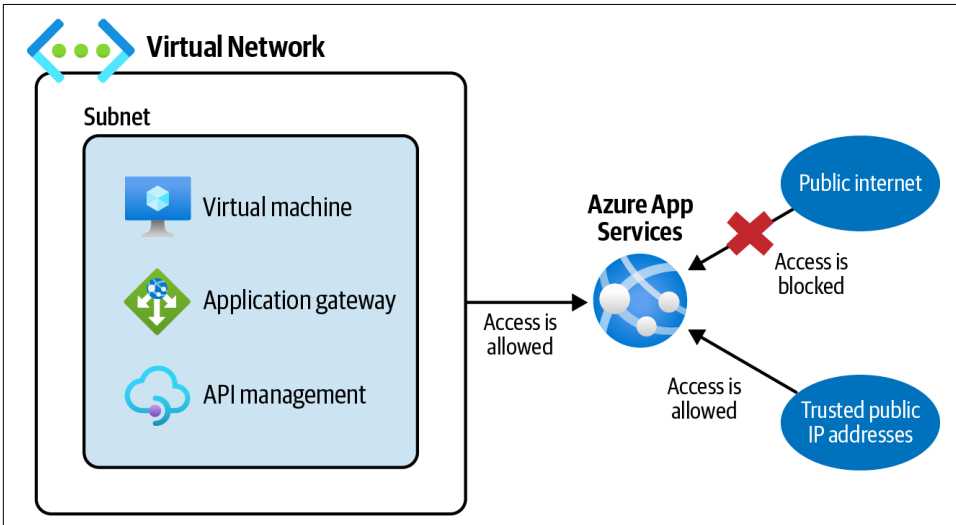 Virtual Network
Subnet
Virtual machine
Application gateway
API management
Access is
allowed
Azure App
Services
Public internet
Access is
blocked
Access is
allowed
Trusted public
IP addresses